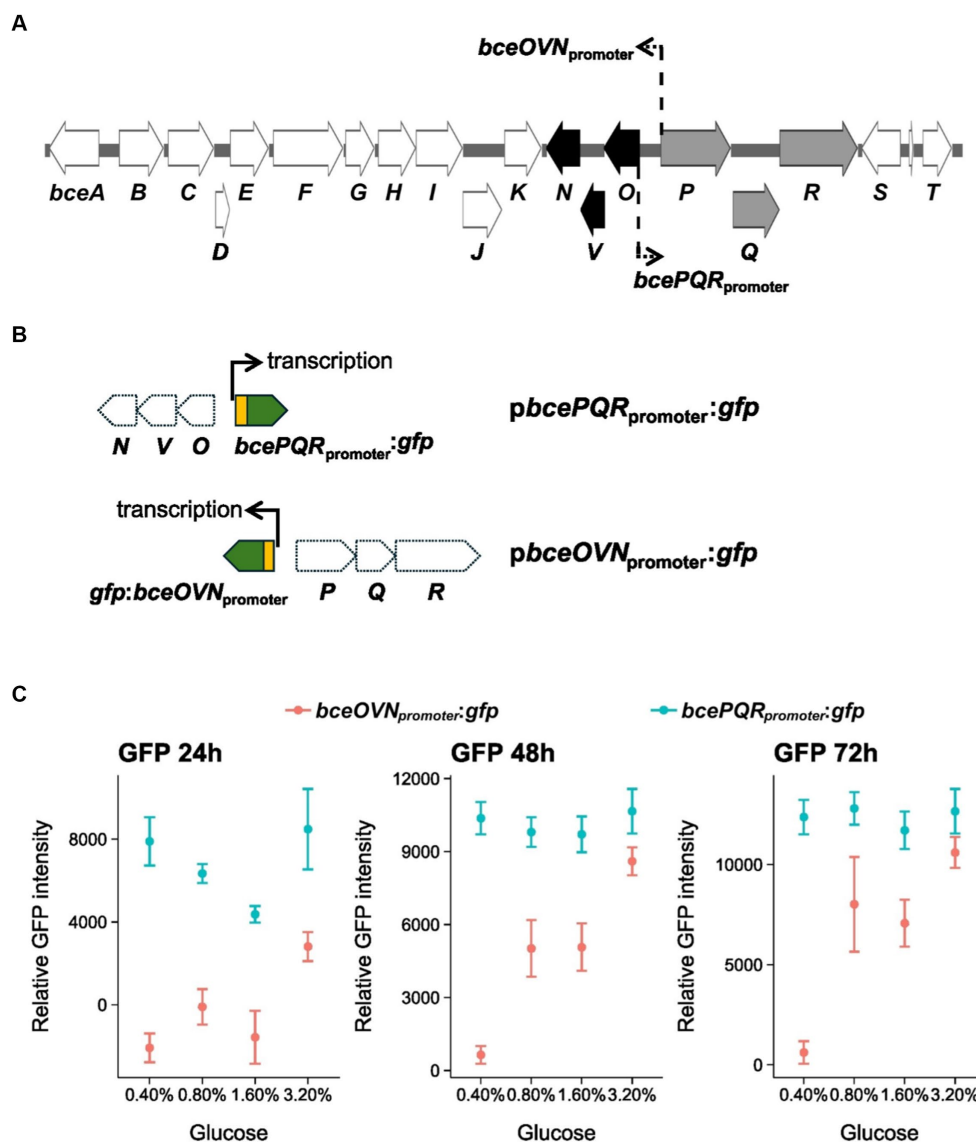 A
bceOVNpromoter
bceA B C E F G H I K N O P R S T
D J V Q
bcePQRpromoter
B
transcription
N V O bcePQRpromoter:gfp
pbcePQRpromoter:gfp
transcription
gfp:bceOVNpromoter P Q R
pbceOVNpromoter:gfp
C
bceOVNpromoter:gfp bcePQRpromoter:gfp
GFP 24h
Relative GFP intensity
8000
4000
0
0.40% 0.80% 1.60% 3.20%
Glucose
GFP 48h
Relative GFP intensity
12000
9000
6000
3000
0
0.40% 0.80% 1.60% 3.20%
Glucose
GFP 72h
Relative GFP intensity
10000
5000
0
0.40% 0.80% 1.60% 3.20%
Glucose